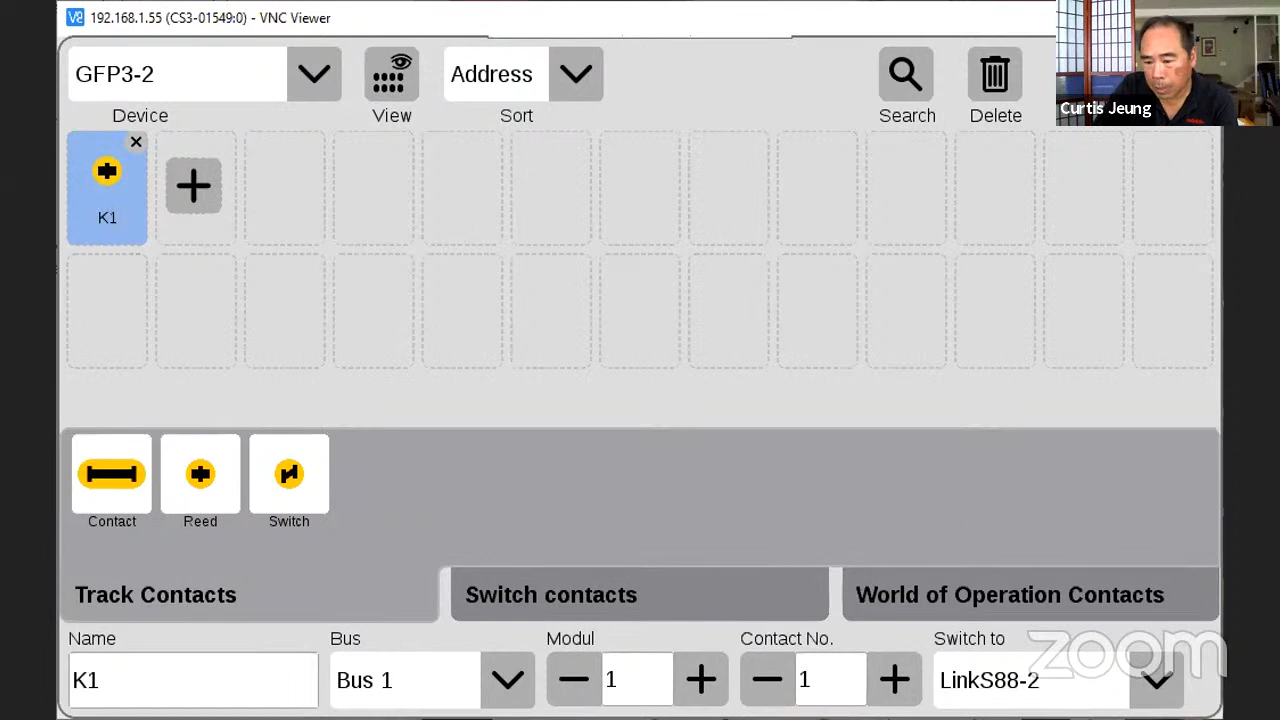 192.168.1.55 (CS3-01549:0) - VNC Viewer
GFP3-2
Address
Device
View
Sort
Search
Delete
Curtis Jeung
K1
Contact
Reed
Switch
Track Contacts
Switch contacts
World of Operation Contacts
Name
Bus
Modul
Contact No.
Switch to
K1
Bus 1
1
1
LinkS88-2
zoom